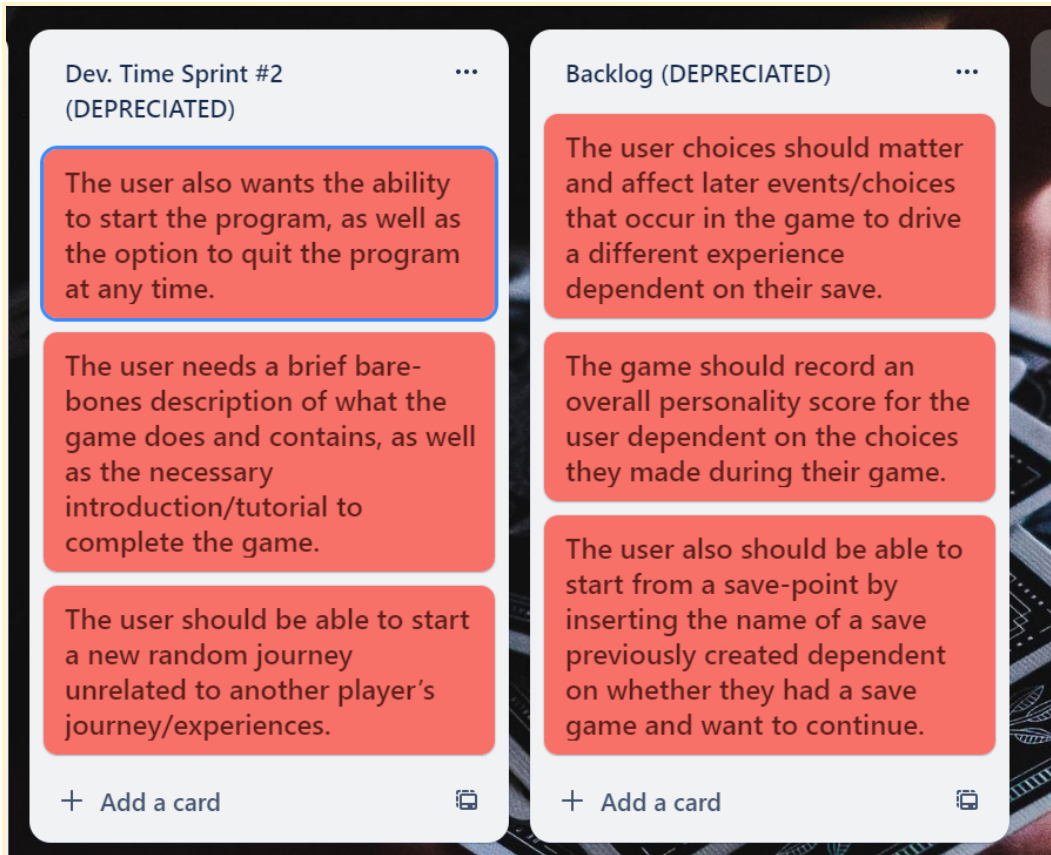 Dev. Time Sprint #2
(DEPRECIATED)
The user also wants the ability
to start the program, as well as
the option to quit the program
at any time.
The user needs a brief bare-
bones description of what the
game does and contains, as well
as the necessary
introduction/tutorial to
complete the game.
The user should be able to start
a new random journey
unrelated to another player’s
journey/experiences.
+ Add a card
Backlog (DEPRECIATED)
The user choices should matter
and affect later events/choices
that occur in the game to drive
a different experience
dependent on their save.
The game should record an
overall personality score for the
user dependent on the choices
they made during their game.
The user also should be able to
start from a save-point by
inserting the name of a save
previously created dependent
on whether they had a save
game and want to continue.
+ Add a card